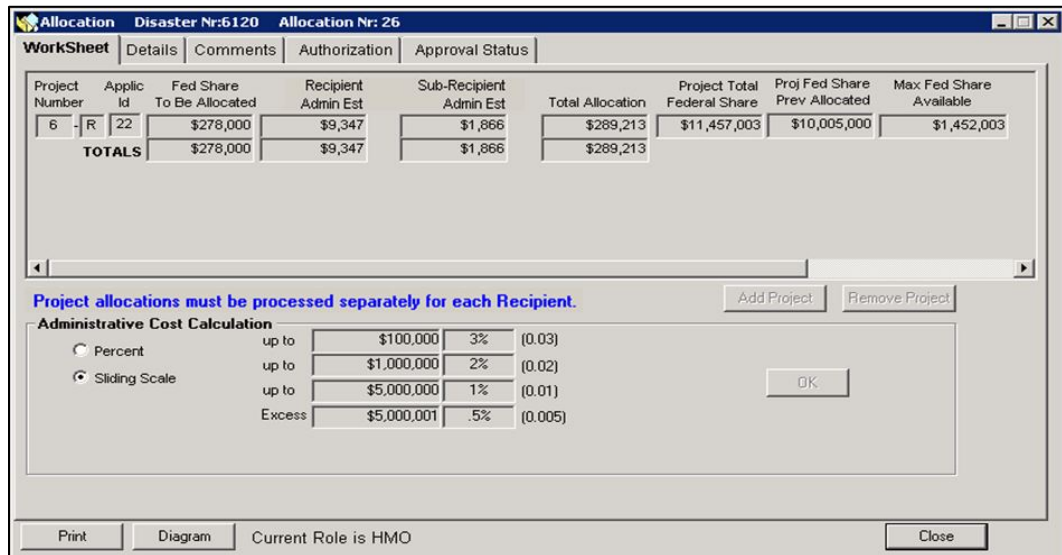 Allocation Disaster Nr:6120 Allocation Nr: 26
WorkSheet Details Comments Authorization Approval Status
Project Number Applic Id Fed Share To Be Allocated Recipient Admin Est Sub-Recipient Admin Est Total Allocation Project Total Federal Share Proj Fed Share Prev Allocated Max Fed Share Available
6 - R 22 $278,000 $9,347 $1,866 $289,213 $11,457,003 $10,005,000 $1,452,003
TOTALS $278,000 $9,347 $1,866 $289,213
Project allocations must be processed separately for each Recipient.
Add Project Remove Project
Administrative Cost Calculation
Percent
Sliding Scale
up to $100,000 3% (0.03)
up to $1,000,000 2% (0.02)
up to $5,000,000 1% (0.01)
Excess $5,000,001 .5% (0.005)
OK
Print Diagram Current Role is HMO Close